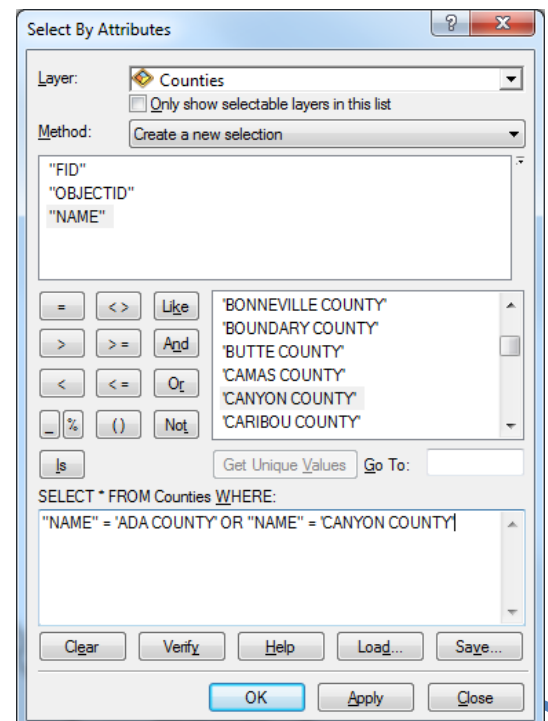 Select By Attributes
Layer: Counties
Only show selectable layers in this list
Method: Create a new selection
"FID"
"OBJECTID"
"NAME"
= <> Like
> >= And
< <= Or
_ % () Not
Is
'BONNEVILLE COUNTY'
'BOUNDARY COUNTY'
'BUTTE COUNTY'
'CAMAS COUNTY'
'CANYON COUNTY'
'CARIBOU COUNTY'
Get Unique Values Go To:
SELECT * FROM Counties WHERE:
"NAME" = 'ADA COUNTY' OR "NAME" = 'CANYON COUNTY'
Clear Verify Help Load... Save...
OK Apply Close